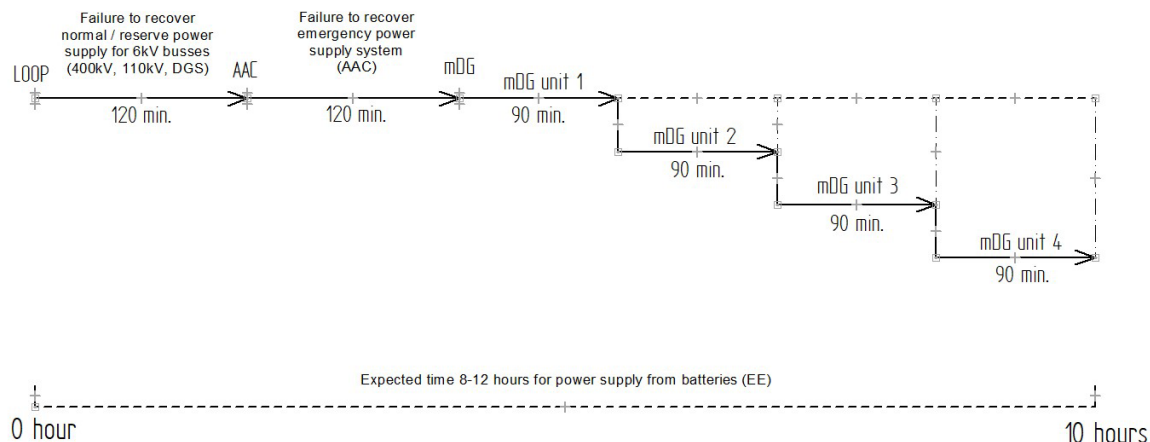 Failure to recover
normal / reserve power
supply for 6kV busses
(400kV, 110kV, DGS)
Failure to recover
emergency power
supply system
(AAC)
LOOP
AAC
mDG
mDG unit 1
120 min.
120 min.
90 min.
mDG unit 2
90 min.
mDG unit 3
90 min.
mDG unit 4
90 min.
Expected time 8-12 hours for power supply from batteries (EE)
0 hour
10 hours